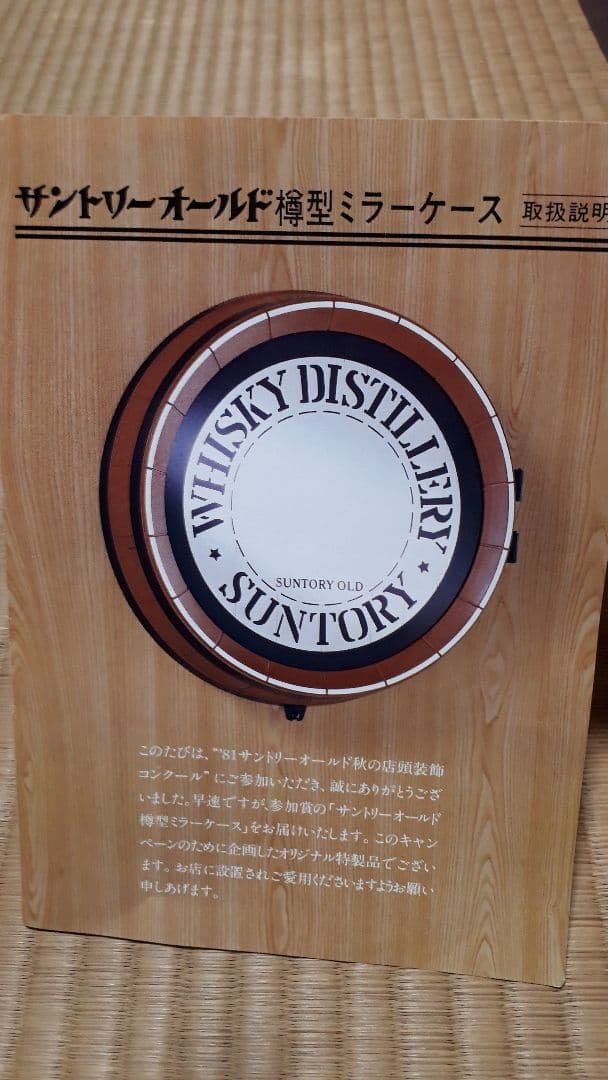 サントリーオールド樽型ミラーケース 取扱説明
WHISKY DISTILLERY
SUNTORY OLD
★ SUNTORY ★
このたびは、"'81サントリーオールド秋の店頭装飾
コンクール"にご参加いただき、誠にありがとうござ
いました。早速ですが、参加賞の「サントリーオールド
樽型ミラーケース」をお届けいたします。このキャン
ペーンのために企画したオリジナル特製品でござい
ます。お店に設置されご愛用くださいますようお願い
申しあげます。